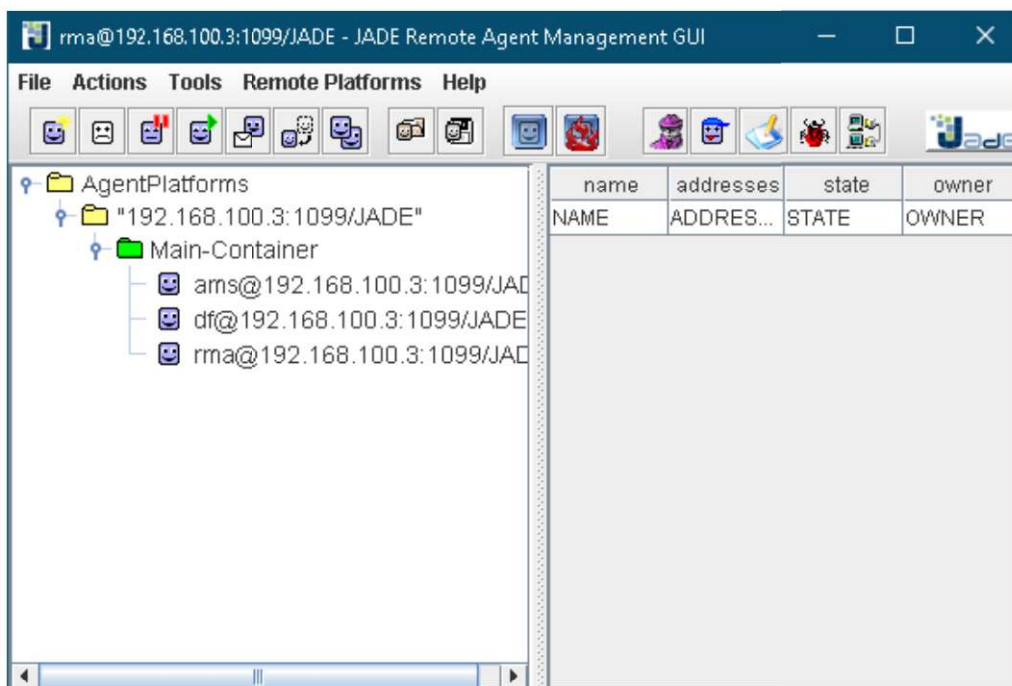 rma@192.168.100.3:1099/JADE - JADE Remote Agent Management GUI
File Actions Tools Remote Platforms Help
Jade
AgentPlatforms
"192.168.100.3:1099/JADE"
Main-Container
ams@192.168.100.3:1099/JAD
df@192.168.100.3:1099/JADE
rma@192.168.100.3:1099/JAD
name addresses state owner
NAME ADDRES... STATE OWNER